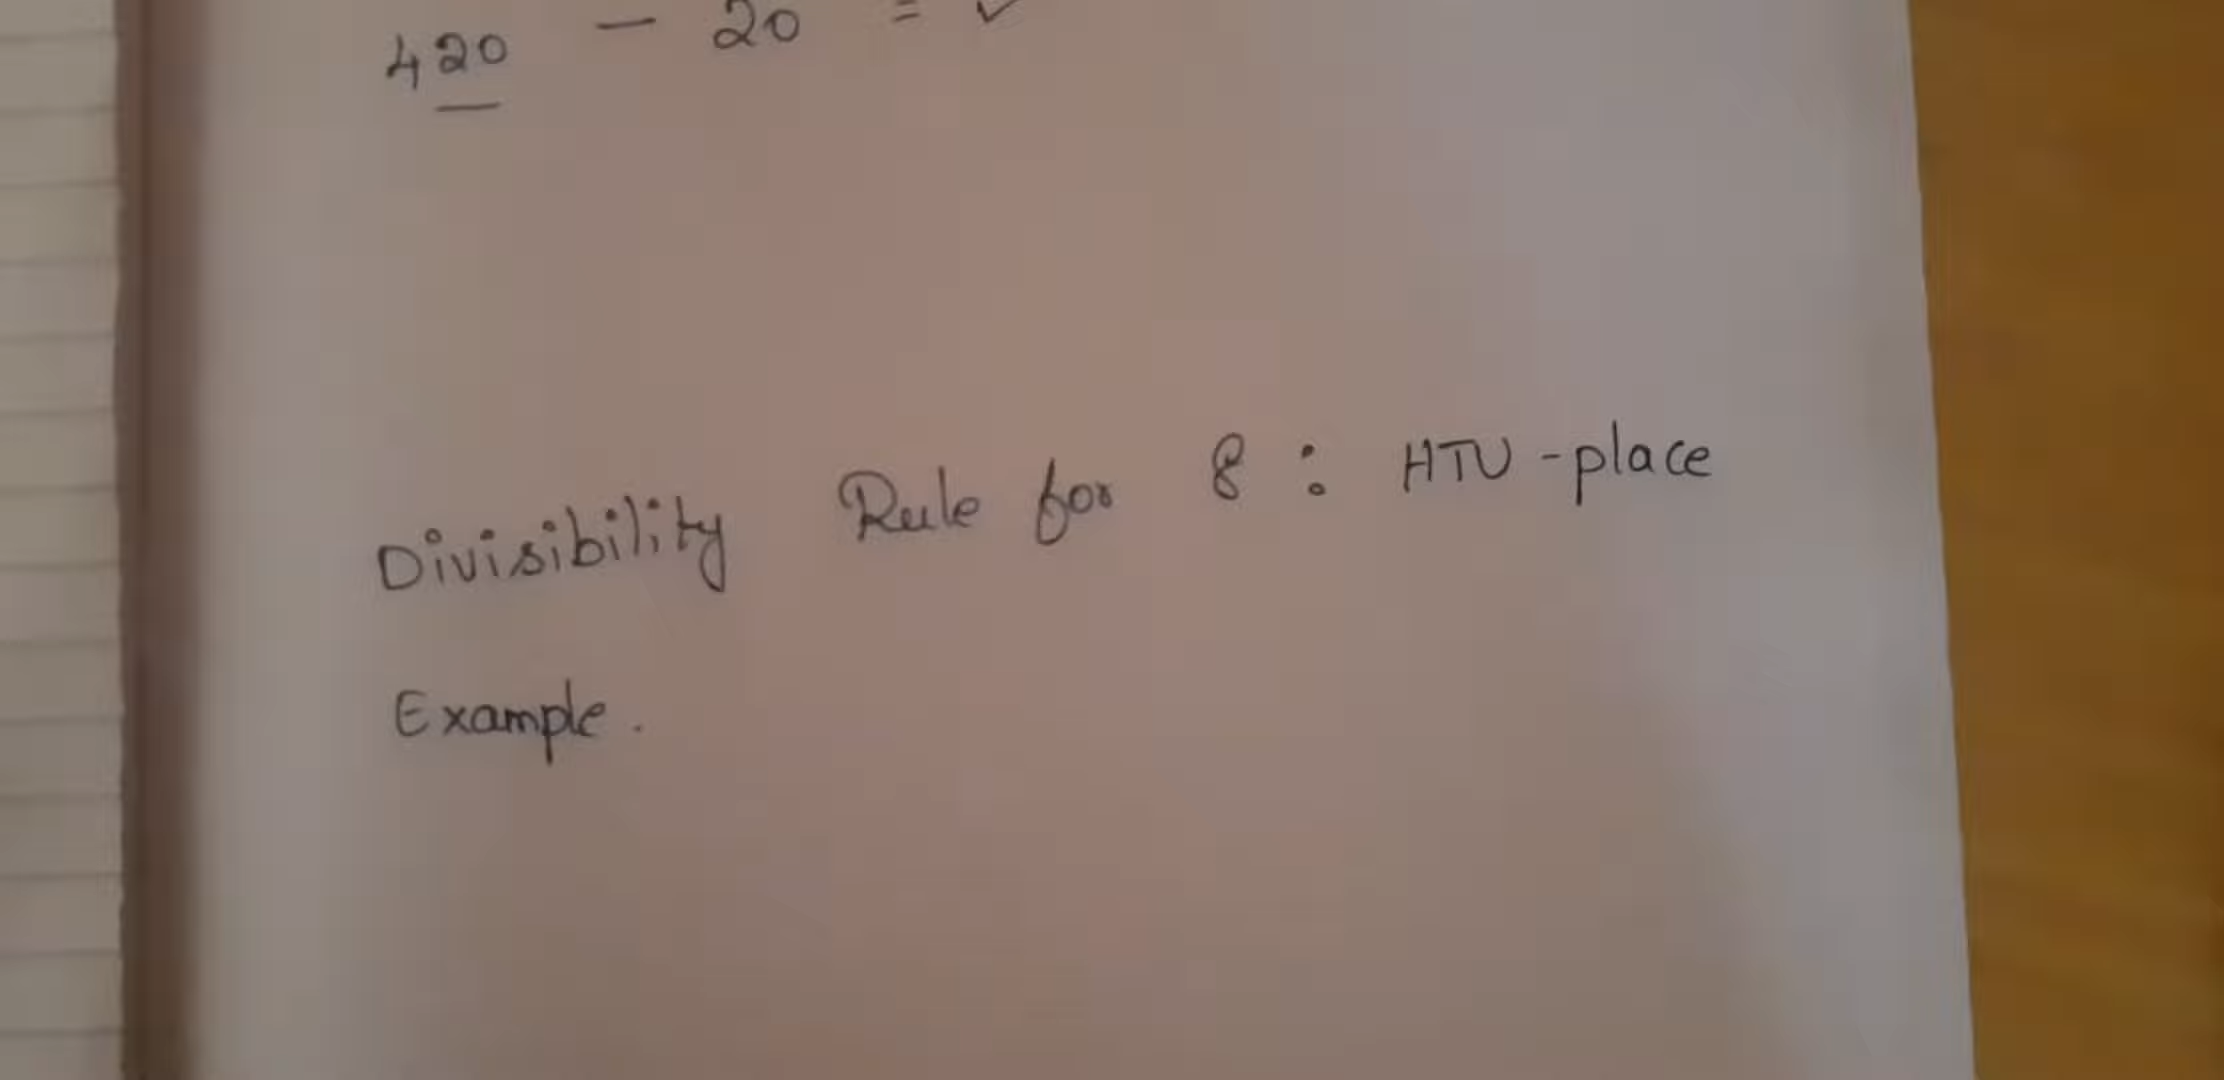 420 — 20 = ✓
Divisibility Rule for 8 : HTU - place
Example.